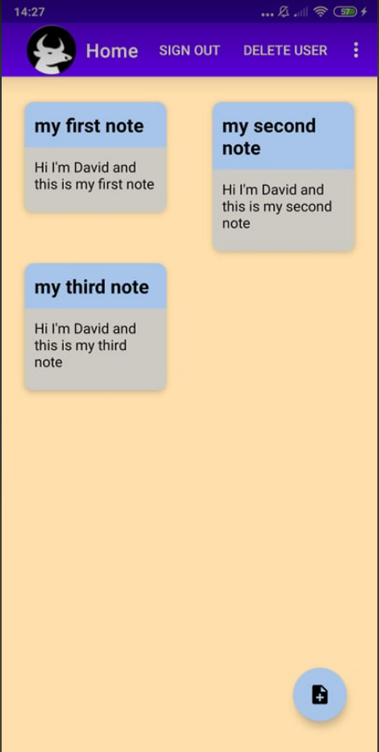 14:27
57
Home SIGN OUT DELETE USER
my first note
Hi I'm David and
this is my first note
my second
note
Hi I'm David and
this is my second
note
my third note
Hi I'm David and
this is my third
note